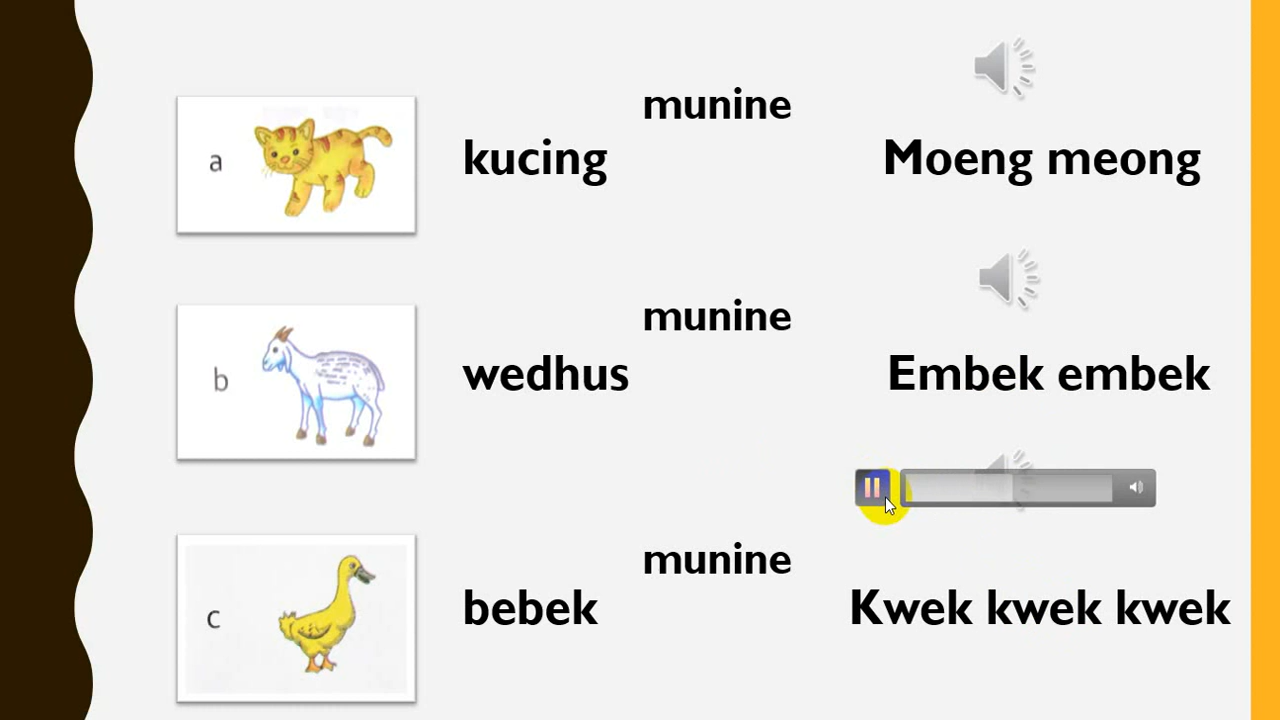 munine
a
kucing
Moeng meong
munine
b
wedhus
Embek embek
munine
c
bebek
Kwek kwek kwek